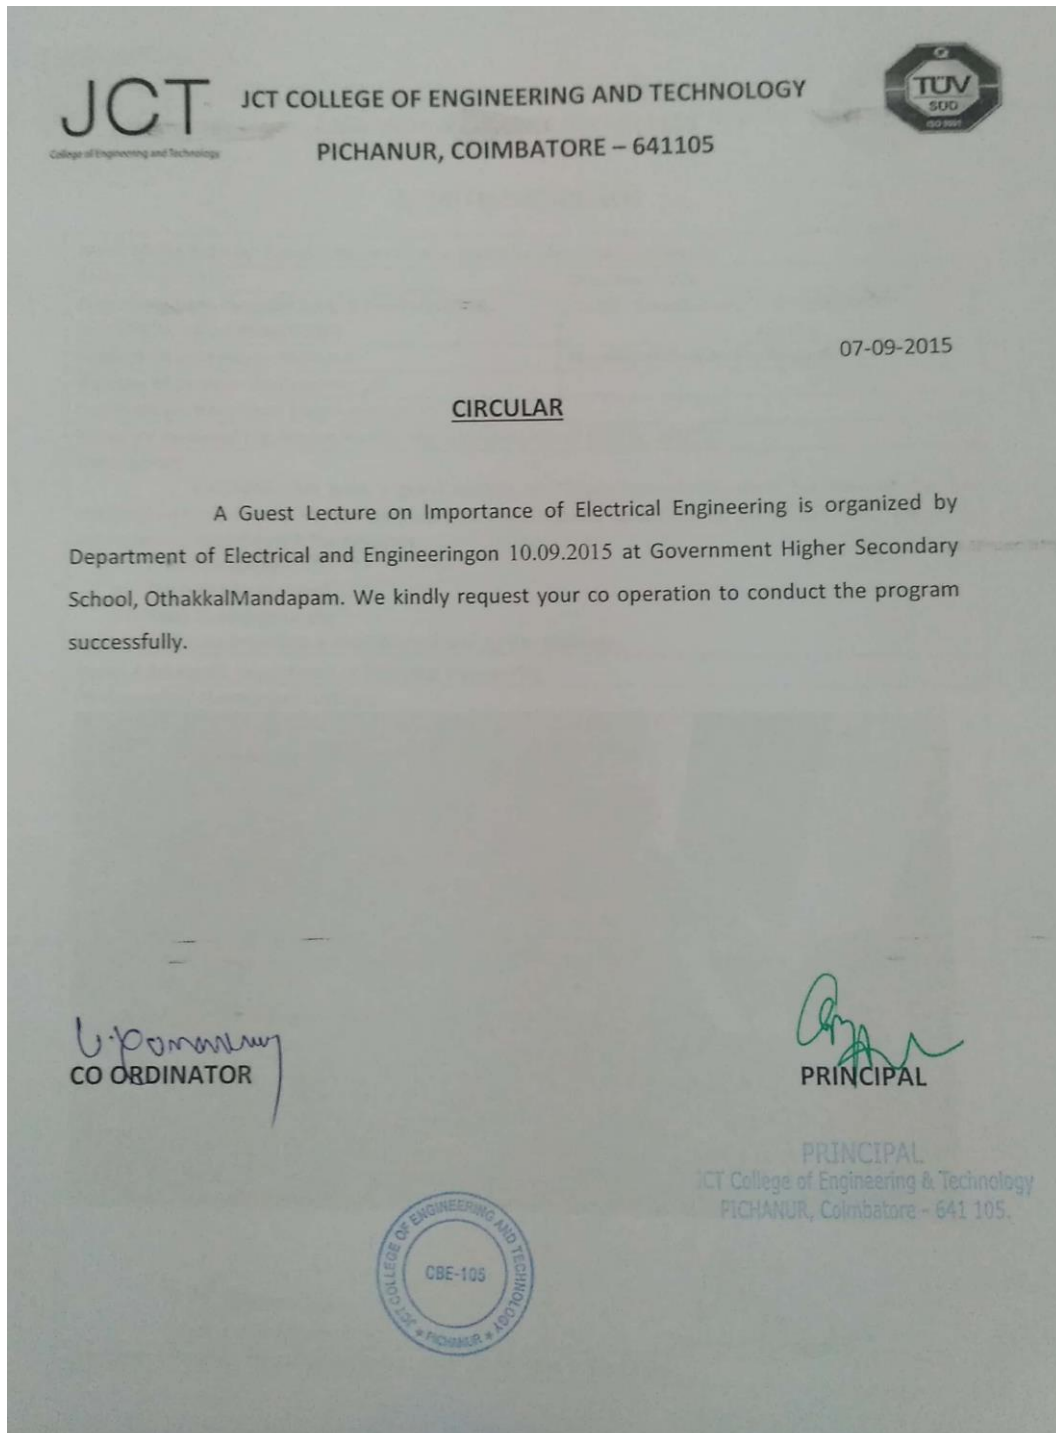 JCT
JCT COLLEGE OF ENGINEERING AND TECHNOLOGY
TÜV
SUD
ISO 9001
College of Engineering and Technology
PICHANUR, COIMBATORE – 641105
07-09-2015
CIRCULAR
A Guest Lecture on Importance of Electrical Engineering is organized by
Department of Electrical and Engineeringon 10.09.2015 at Government Higher Secondary
School, OthakkalMandapam. We kindly request your co operation to conduct the program
successfully.
CO ORDINATOR
PRINCIPAL
PRINCIPAL
JCT College of Engineering & Technology
PICHANUR, Coimbatore - 641 105.
JCT COLLEGE OF ENGINEERING AND TECHNOLOGY
CBE-105
* PICHANUR *